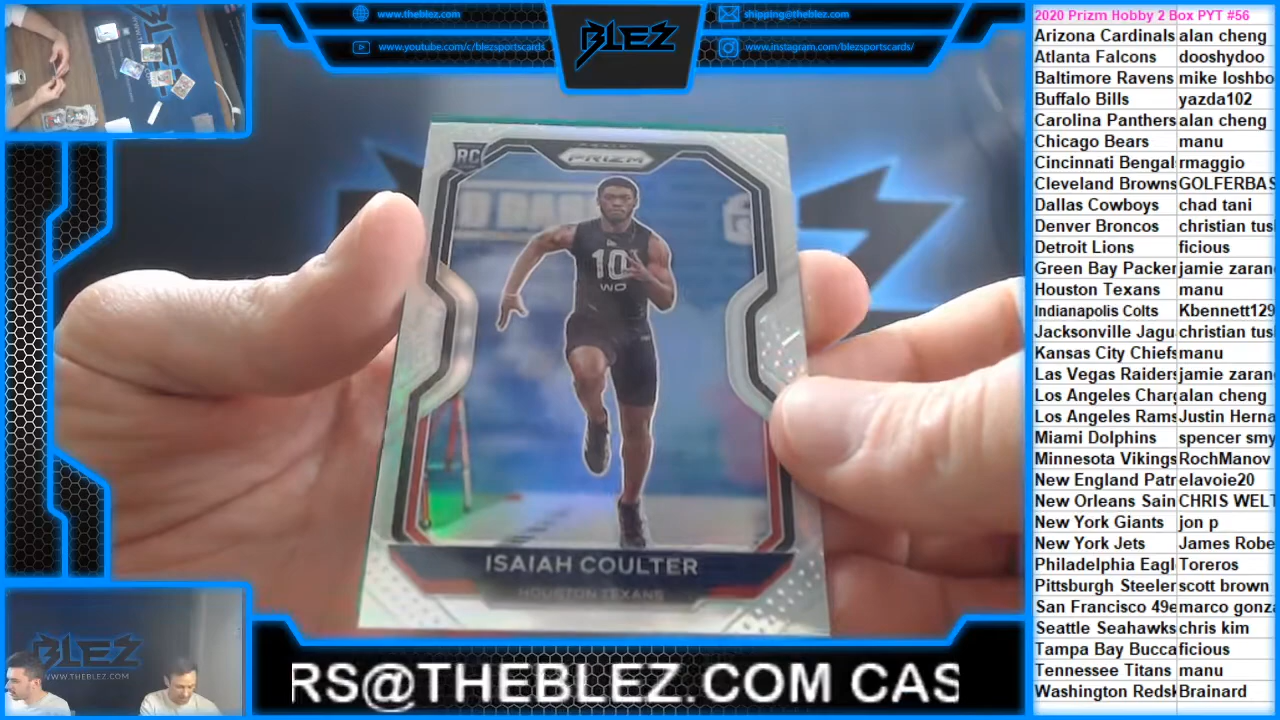 www.theblez.com
shipping@theblez.com
www.youtube.com/c/blezsportscards
www.instagram.com/blezsportscards/
BLEZ
RC
PRIZM
10
WO
ISAIAH COULTER
HOUSTON TEXANS
BLEZ
WWW.THEBLEZ.COM
RS@THEBLEZ.COM CAS
2020 Prizm Hobby 2 Box PYT #56
Arizona Cardinals alan cheng
Atlanta Falcons dooshydoo
Baltimore Ravens mike loshbo
Buffalo Bills yazda102
Carolina Panthers alan cheng
Chicago Bears manu
Cincinnati Bengal rmaggio
Cleveland Browns GOLFERBAS
Dallas Cowboys chad tani
Denver Broncos christian tus
Detroit Lions ficious
Green Bay Packer jamie zaran
Houston Texans manu
Indianapolis Colts Kbennett129
Jacksonville Jagu christian tus
Kansas City Chiefs manu
Las Vegas Raiders jamie zaran
Los Angeles Charg alan cheng
Los Angeles Rams Justin Herna
Miami Dolphins spencer smy
Minnesota Vikings RochManov
New England Patr elavoie20
New Orleans Sain CHRIS WELT
New York Giants jon p
New York Jets James Robe
Philadelphia Eagl Toreros
Pittsburgh Steeler scott brown
San Francisco 49e marco gonza
Seattle Seahawks chris kim
Tampa Bay Bucca ficious
Tennessee Titans manu
Washington Redsk Brainard